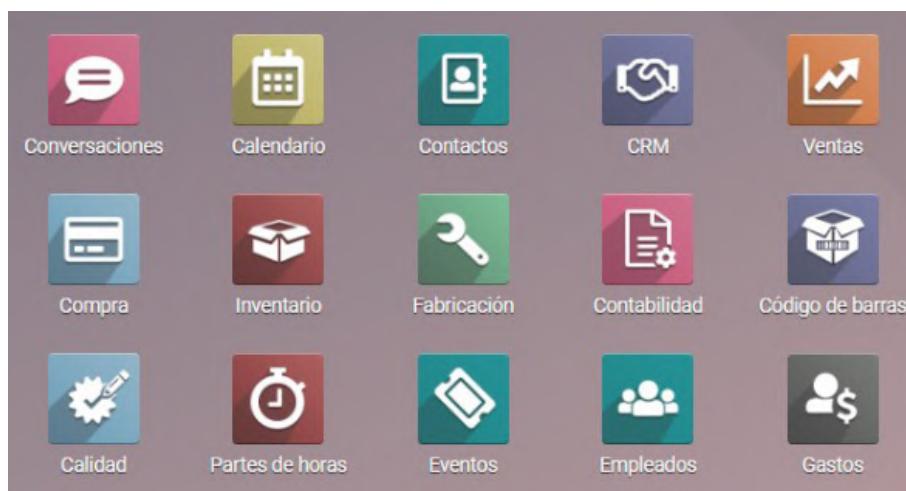 Conversaciones
Calendario
Contactos
CRM
Ventas
Compra
Inventario
Fabricación
Contabilidad
Código de barras
Calidad
Partes de horas
Eventos
Empleados
Gastos